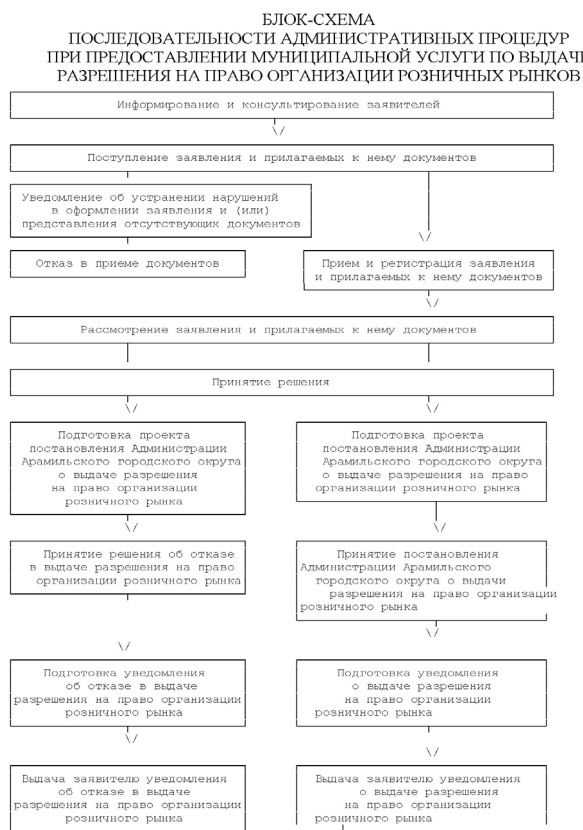 БЛОК-СХЕМА
ПОСЛЕДОВАТЕЛЬНОСТИ АДМИНИСТРАТИВНЫХ ПРОЦЕДУР
ПРИ ПРЕДОСТАВЛЕНИИ МУНИЦИПАЛЬНОЙ УСЛУГИ ПО ВЫДАЧЕ
РАЗРЕШЕНИЯ НА ПРАВО ОРГАНИЗАЦИИ РОЗНИЧНЫХ РЫНКОВ
Информирование и консультирование заявителей
Поступление заявления и прилагаемых к нему документов
Уведомление об устранении нарушений
в оформлении заявления и (или)
представления отсутствующих документов
Отказ в приеме документов
Прием и регистрация заявления
и прилагаемых к нему документов
Рассмотрение заявления и прилагаемых к нему документов
Принятие решения
Подготовка проекта
постановления Администрации
Арамильского городского округа
о выдаче разрешения
на право организации
розничного рынка
Подготовка проекта
постановления Администрации
Арамильского городского округа
о выдаче разрешения на право
организации розничного рынка
Принятие решения об отказе
в выдаче разрешения на право
организации розничного рынка
Принятие постановления
Администрации Арамильского
городского округа о выдачи
разрешения на право организации
розничного рынка
Подготовка уведомления
об отказе в выдаче
разрешения на право организации
розничного рынка
Подготовка уведомления
о выдаче разрешения
на право организации
розничного рынка
Выдача заявителю уведомления
об отказе в выдаче
разрешения на право организации
розничного рынка
Выдача заявителю уведомления
о выдаче разрешения
на право организации
розничного рынка